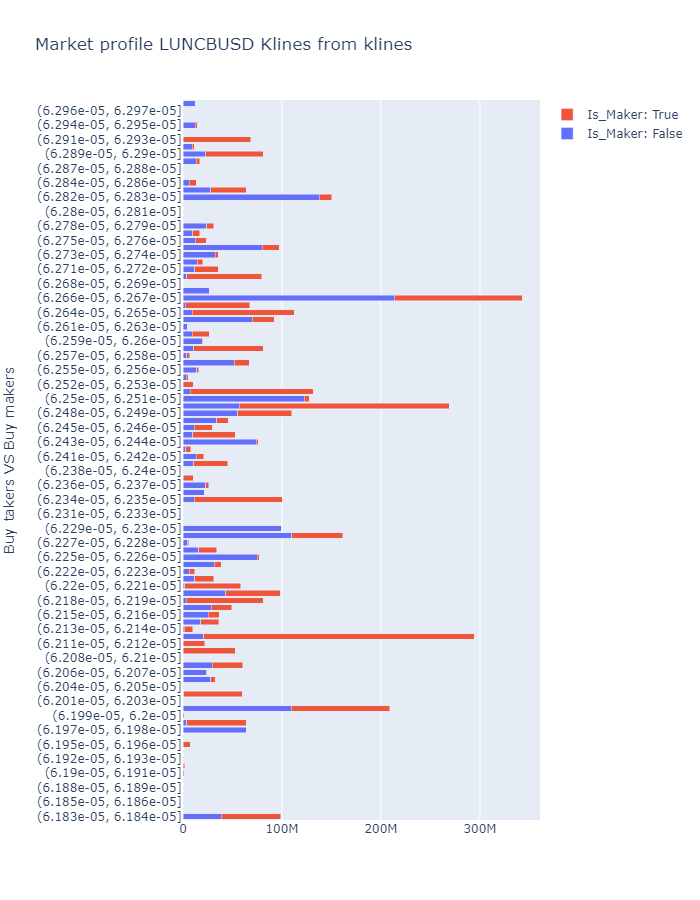 Market profile LUNCBUSD Klines from klines
Is_Maker: True
Is_Maker: False
Buy takers VS Buy makers
(6.296e-05, 6.297e-05]
(6.294e-05, 6.295e-05]
(6.291e-05, 6.293e-05]
(6.289e-05, 6.29e-05]
(6.287e-05, 6.288e-05]
(6.284e-05, 6.286e-05]
(6.282e-05, 6.283e-05]
(6.28e-05, 6.281e-05]
(6.278e-05, 6.279e-05]
(6.275e-05, 6.276e-05]
(6.273e-05, 6.274e-05]
(6.271e-05, 6.272e-05]
(6.268e-05, 6.269e-05]
(6.266e-05, 6.267e-05]
(6.264e-05, 6.265e-05]
(6.261e-05, 6.263e-05]
(6.259e-05, 6.26e-05]
(6.257e-05, 6.258e-05]
(6.255e-05, 6.256e-05]
(6.252e-05, 6.253e-05]
(6.25e-05, 6.251e-05]
(6.248e-05, 6.249e-05]
(6.245e-05, 6.246e-05]
(6.243e-05, 6.244e-05]
(6.241e-05, 6.242e-05]
(6.238e-05, 6.24e-05]
(6.236e-05, 6.237e-05]
(6.234e-05, 6.235e-05]
(6.231e-05, 6.233e-05]
(6.229e-05, 6.23e-05]
(6.227e-05, 6.228e-05]
(6.225e-05, 6.226e-05]
(6.222e-05, 6.223e-05]
(6.22e-05, 6.221e-05]
(6.218e-05, 6.219e-05]
(6.215e-05, 6.216e-05]
(6.213e-05, 6.214e-05]
(6.211e-05, 6.212e-05]
(6.208e-05, 6.21e-05]
(6.206e-05, 6.207e-05]
(6.204e-05, 6.205e-05]
(6.201e-05, 6.203e-05]
(6.199e-05, 6.2e-05]
(6.197e-05, 6.198e-05]
(6.195e-05, 6.196e-05]
(6.192e-05, 6.193e-05]
(6.19e-05, 6.191e-05]
(6.188e-05, 6.189e-05]
(6.185e-05, 6.186e-05]
(6.183e-05, 6.184e-05]
0 100M 200M 300M